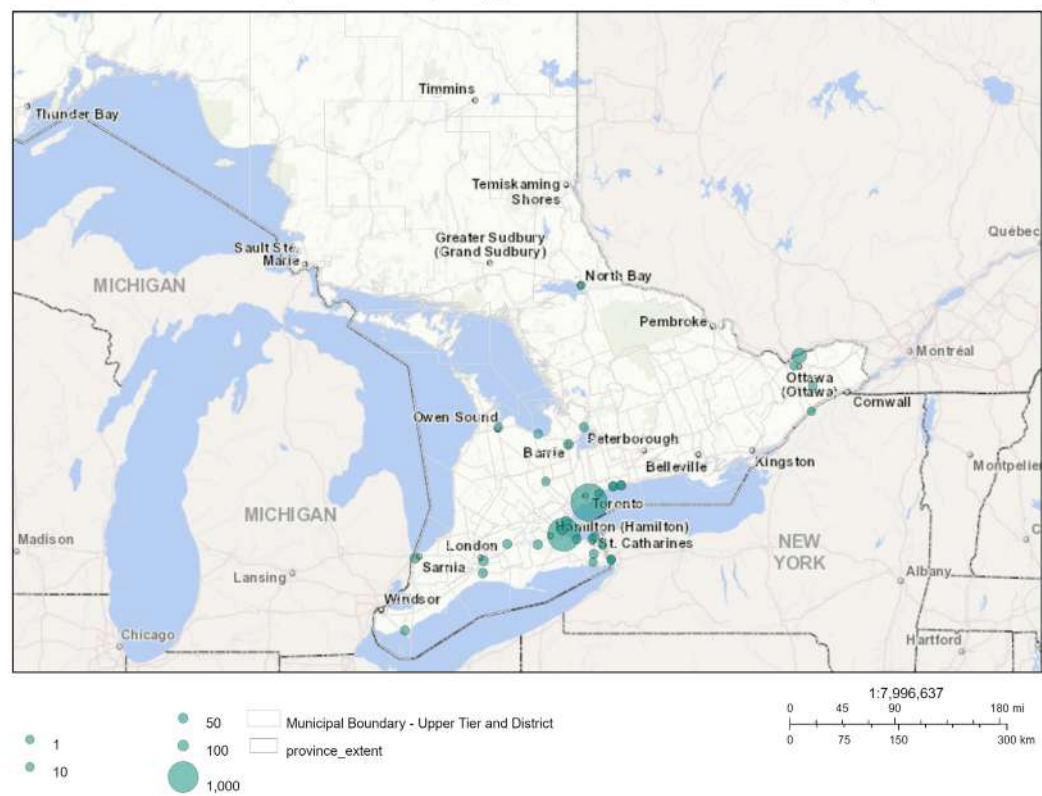 Timmins
Thunder Bay
Temiskaming
Shores
Greater Sudbury
(Grand Sudbury)
Québec
Sault Ste.
Marie
North Bay
MICHIGAN
Pembroke
Montréal
Ottawa
(Ottawa)
Cornwall
Owen Sound
Peterborough
Barrie
Belleville
Kingston
Montpelier
Toronto
MICHIGAN
Hamilton (Hamilton)
Madison
London
St. Catharines
NEW
YORK
Sarnia
Lansing
Albany
Windsor
Chicago
Hartford
1:7,996,637
0 45 90 180 mi
0 75 150 300 km
1
10
50
100
1,000
Municipal Boundary - Upper Tier and District
province_extent